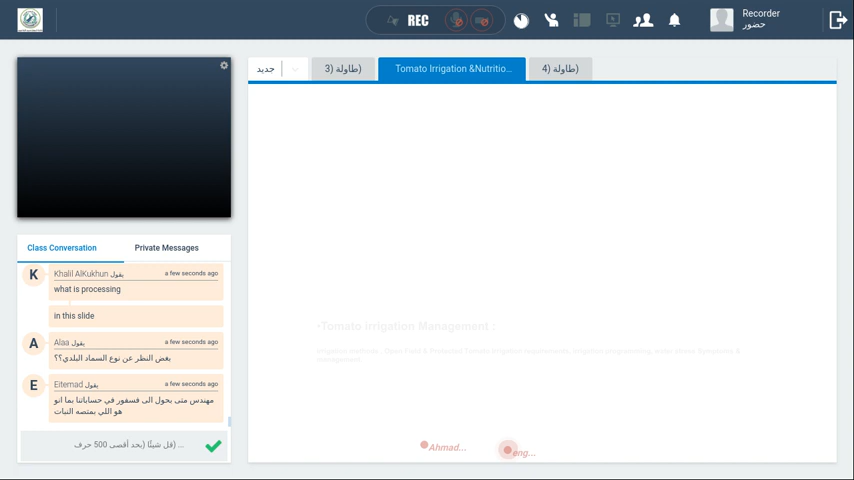 REC
Recorder
حضور
جديد
طاولة (3)
Tomato Irrigation &Nutritio...
طاولة (4)
Class Conversation
Private Messages
K
Khalil AlKukhun يقول
a few seconds ago
what is processing
in this slide
A
Alaa يقول
a few seconds ago
بغض النظر عن نوع السماد البلدي؟؟
E
Eitemad يقول
a few seconds ago
مهندس متى بحول الى فسفور في حساباتنا بما انو
هو اللي بمتصه النبات
... (قل شيئًا (بحد أقصى 500 حرف
•Tomato Irrigation Management :
management
Ahmad...
eng...